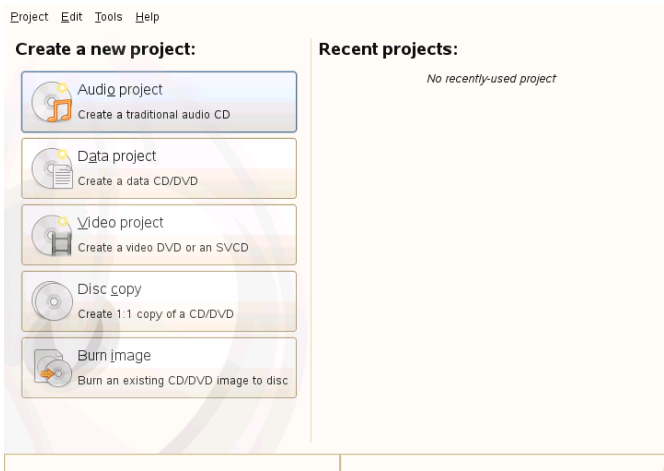 Project Edit Tools Help
Create a new project:
Audio project
Create a traditional audio CD
Data project
Create a data CD/DVD
Video project
Create a video DVD or an SVCD
Disc copy
Create 1:1 copy of a CD/DVD
Burn image
Burn an existing CD/DVD image to disc
Recent projects:
No recently-used project